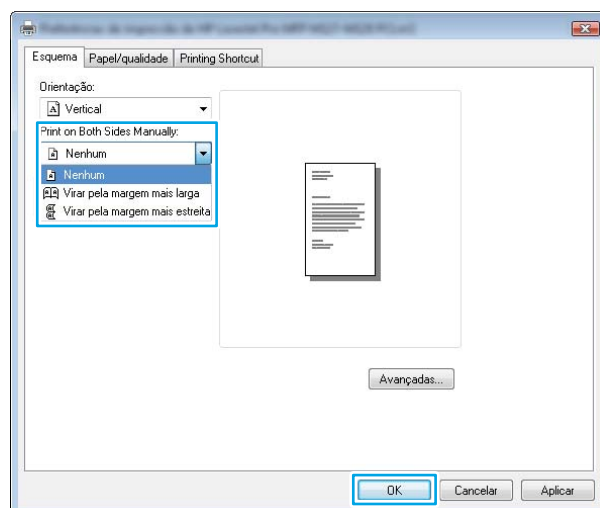 Esquema Papel/qualidade Printing Shortcut
Orientação:
Vertical
Print on Both Sides Manually:
Nenhum
Nenhum
Virar pela margem mais larga
Virar pela margem mais estreita
Avançadas...
OK Cancelar Aplicar